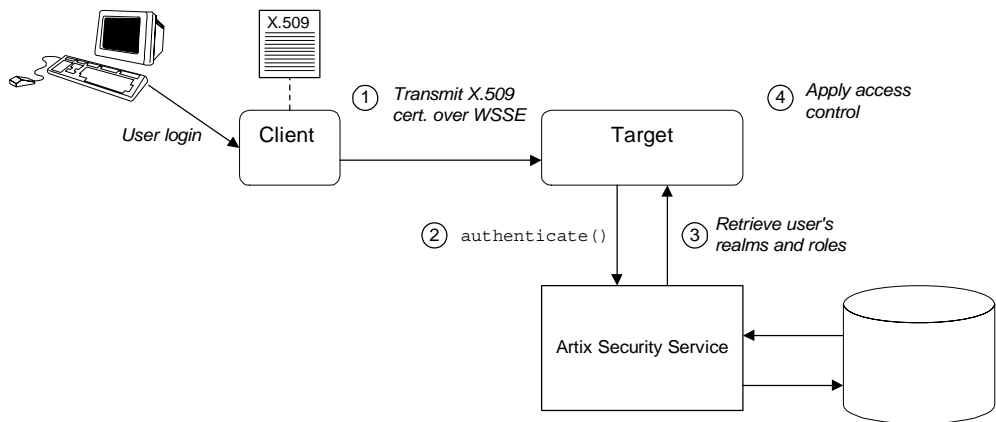 X.509
1
Transmit X.509
cert. over WSSE
4
Apply access
control
User login
Client
Target
2
authenticate()
3
Retrieve user's
realms and roles
Artix Security Service